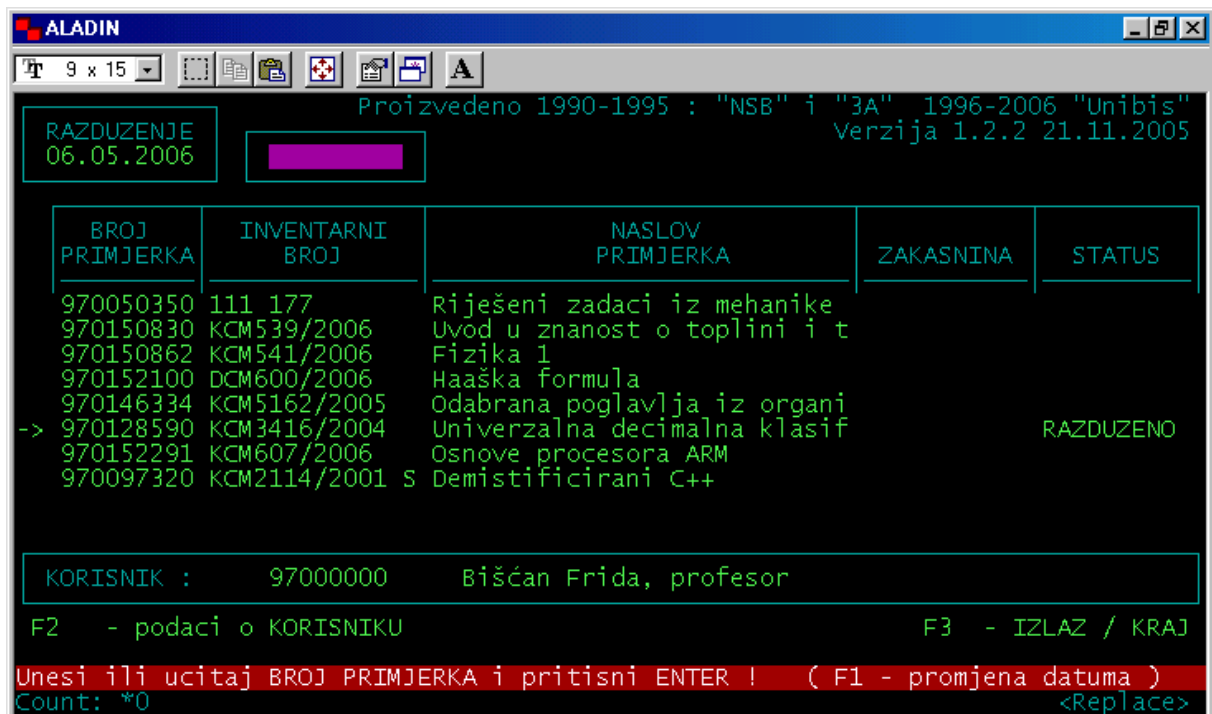 ALADIN
9 x 15
A
Proizvedeno 1990-1995 : "NSB" i "3A" 1996-2006 "Unibis"
RAZDUZENJE Verzija 1.2.2 21.11.2005
06.05.2006
BROJ INVENTARNI NASLOV
PRIMJERKA BROJ PRIMJERKA ZAKASNINA STATUS
970050350 111 177 Riješeni zadaci iz mehanike
970150830 KCM539/2006 Uvod u znanost o toplini i t
970150862 KCM541/2006 Fizika 1
970152100 DCM600/2006 Haaška formula
970146334 KCM5162/2005 Odabrana poglavlja iz organi
-> 970128590 KCM3416/2004 Univerzalna decimalna klasif RAZDUZENO
970152291 KCM607/2006 Osnove procesora ARM
970097320 KCM2114/2001 S Demistificirani C++
KORISNIK : 97000000 Bišćan Frida, profesor
F2 - podaci o KORISNIKU F3 - IZLAZ / KRAJ
Unesi ili ucitaj BROJ PRIMJERKA i pritisni ENTER ! ( F1 - promjena datuma )
Count: *0 <Replace>